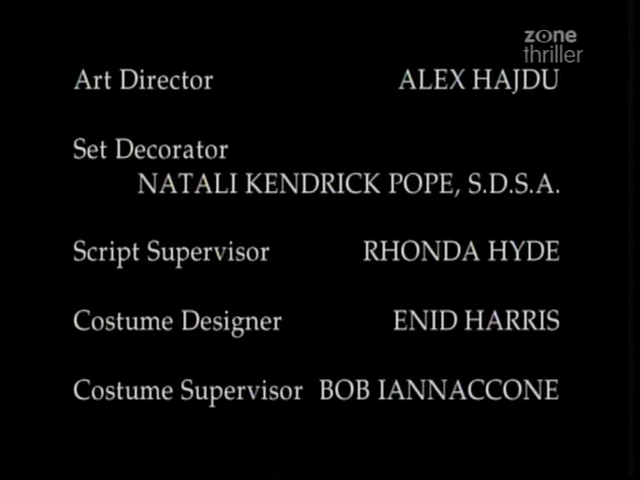 zone
thriller
Art Director ALEX HAJDU
Set Decorator
NATALI KENDRICK POPE, S.D.S.A.
Script Supervisor RHONDA HYDE
Costume Designer ENID HARRIS
Costume Supervisor BOB IANNACCONE